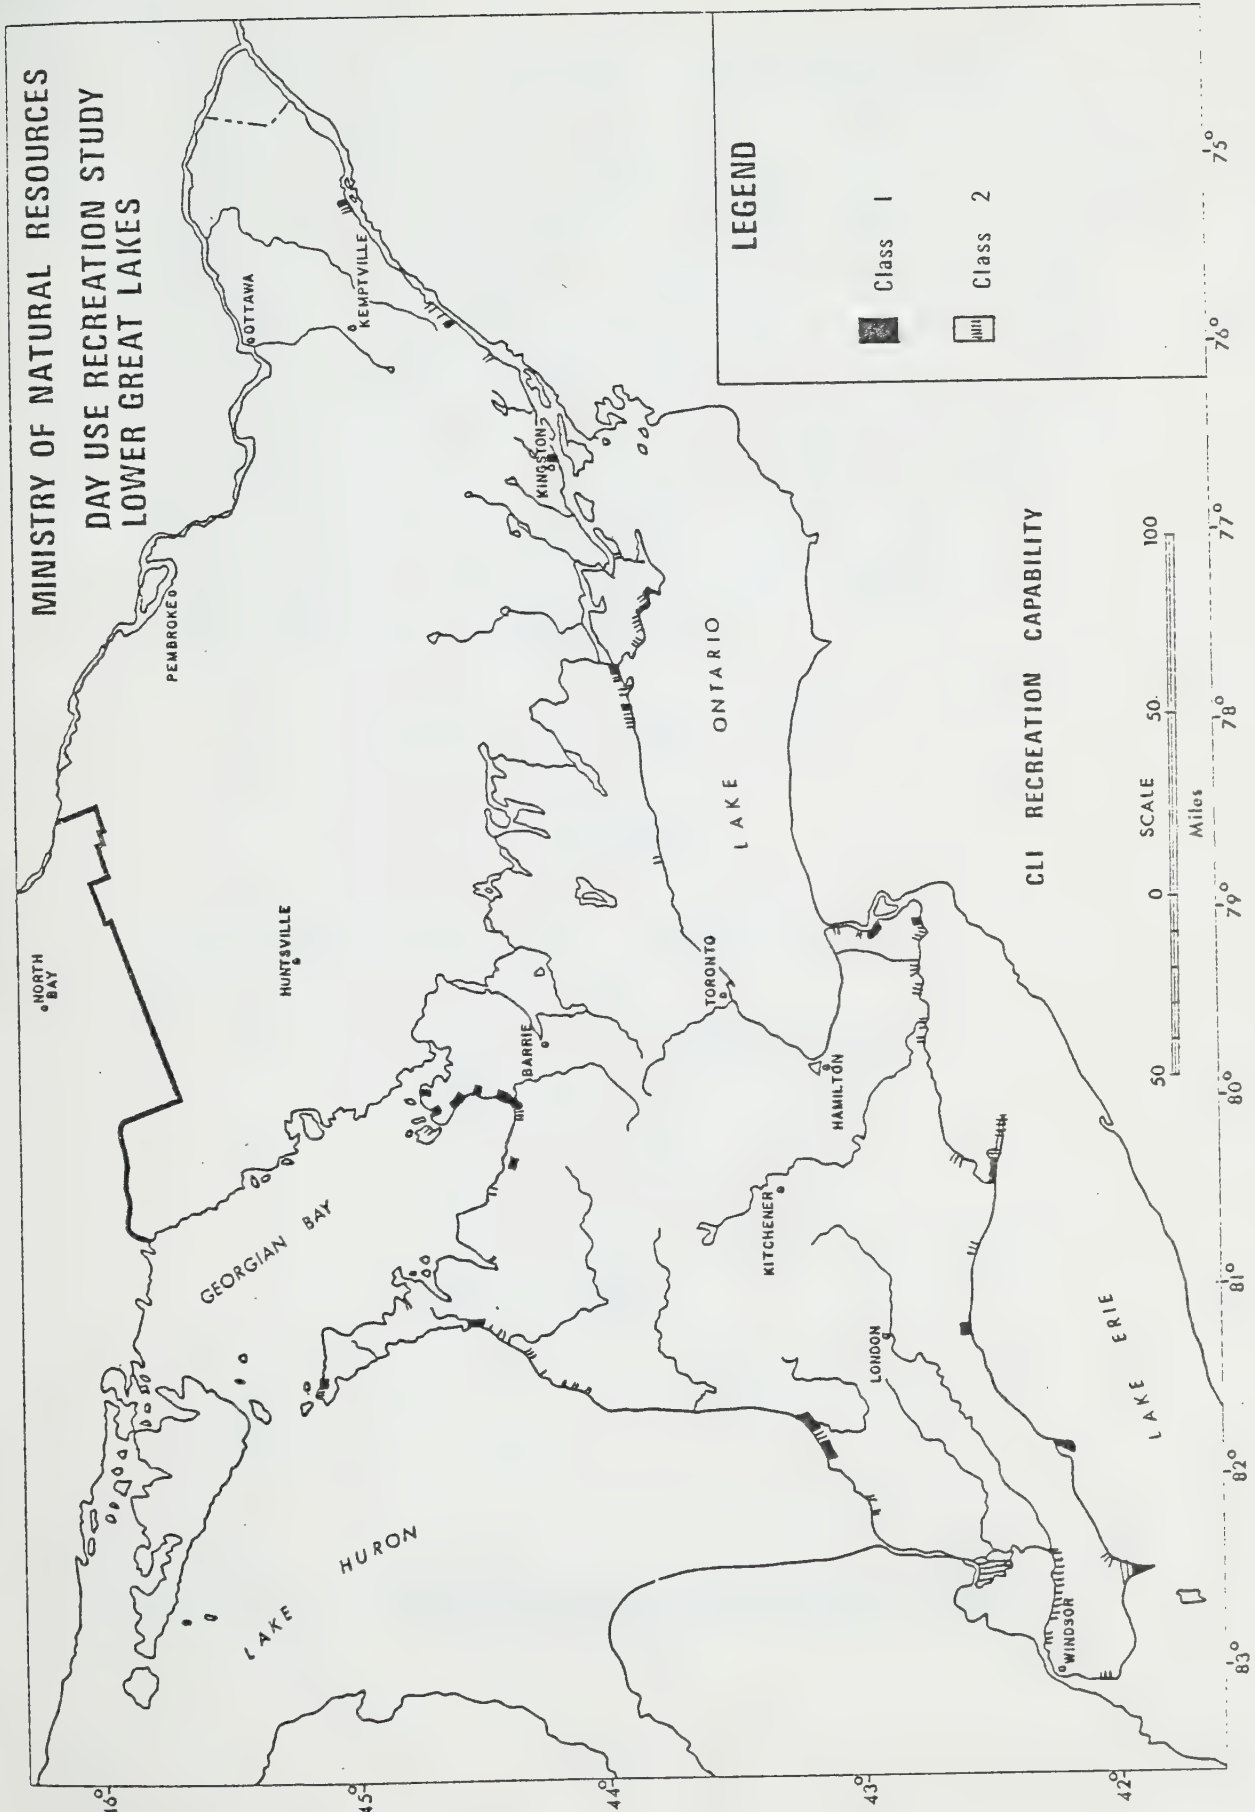 MINISTRY OF NATURAL RESOURCES
DAY USE RECREATION STUDY
LOWER GREAT LAKES
NORTH
BAY
PEMBROKE
OTTAWA
KEMPTVILLE
HUNTSVILLE
KINGSTON
BARRIE
TORONTO
HAMILTON
KITCHENER
LONDON
WINDSOR
GEORGIAN BAY
LAKE HURON
LAKE ONTARIO
LAKE ERIE
LEGEND
Class 1
Class 2
CLI RECREATION CAPABILITY
SCALE
50 0 50 100
Miles
46°
45°
44°
43°
42°
83°
82°
81°
80°
79°
78°
77°
76°
75°